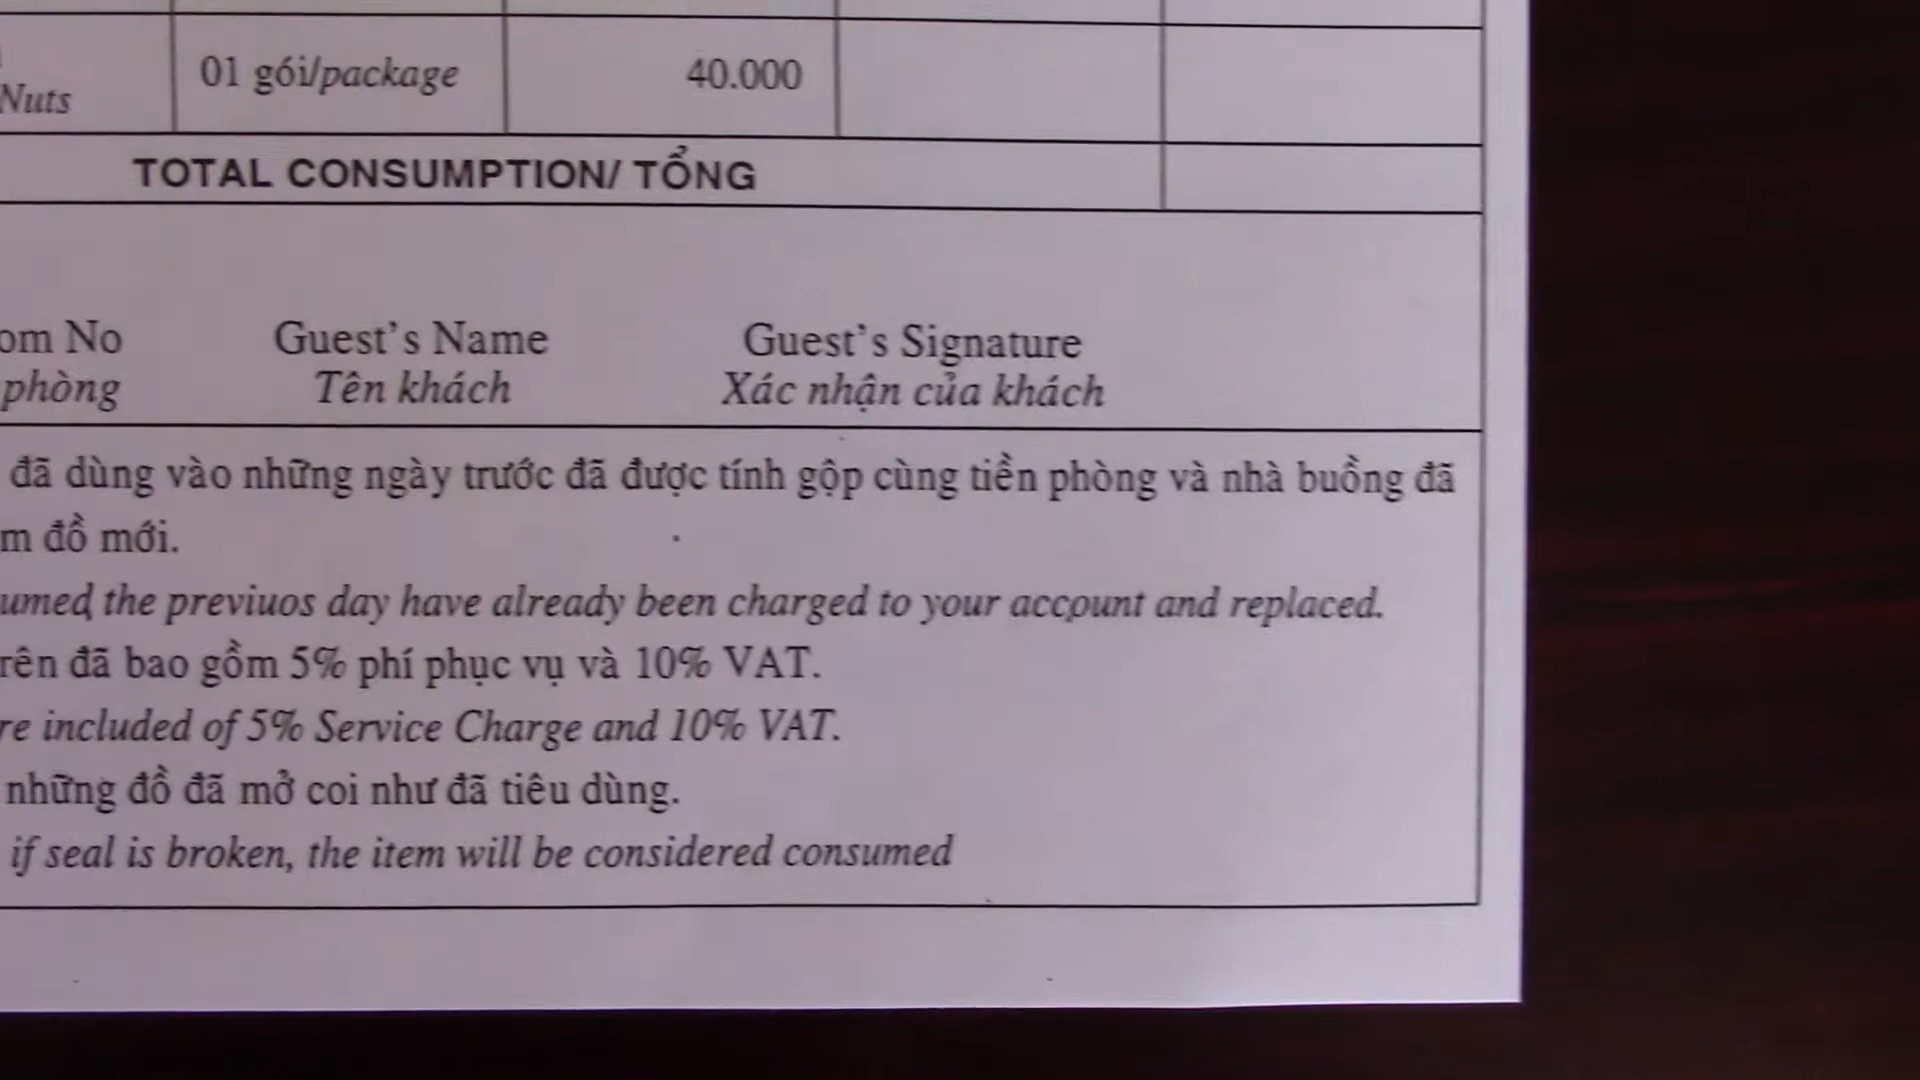 Nuts
01 gói/package
40.000
TOTAL CONSUMPTION/ TỔNG
No Guest's Name Guest's Signature
phòng Tên khách Xác nhận của khách
đã dùng vào những ngày trước đã được tính gộp cùng tiền phòng và nhà buồng đã
đồ mới.
the previuos day have already been charged to your account and replaced.
đã bao gồm 5% phí phục vụ và 10% VAT.
included of 5% Service Charge and 10% VAT.
những đồ đã mở coi như đã tiêu dùng.
if seal is broken, the item will be considered consumed